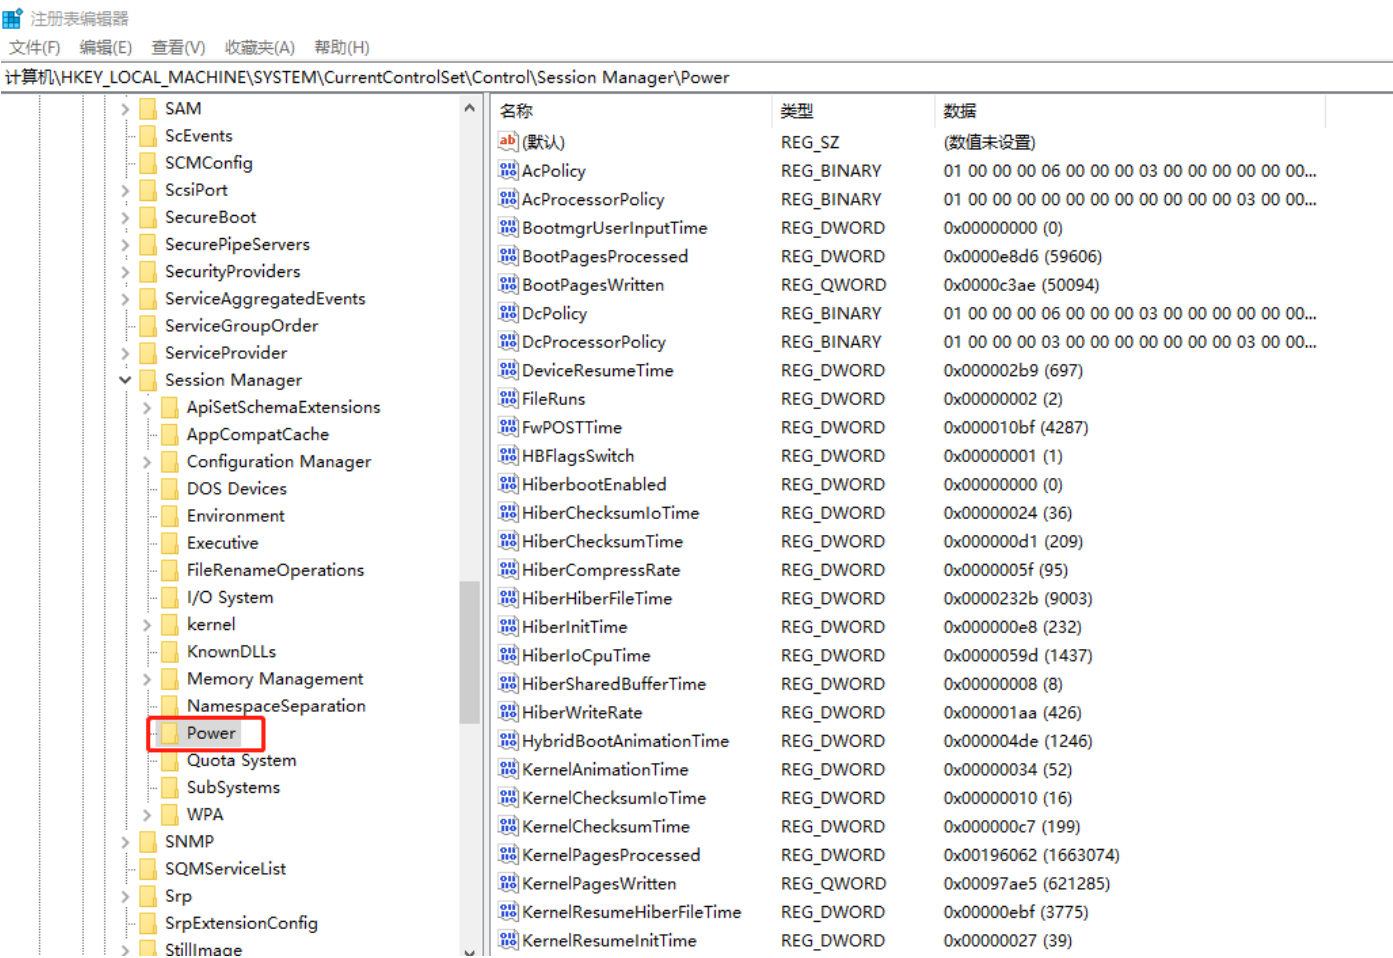 注册表编辑器
文件(F) 编辑(E) 查看(V) 收藏夹(A) 帮助(H)
计算机\HKEY_LOCAL_MACHINE\SYSTEM\CurrentControlSet\Control\Session Manager\Power
SAM
ScEvents
SCMConfig
ScsiPort
SecureBoot
SecurePipeServers
SecurityProviders
ServiceAggregatedEvents
ServiceGroupOrder
ServiceProvider
Session Manager
ApiSetSchemaExtensions
AppCompatCache
Configuration Manager
DOS Devices
Environment
Executive
FileRenameOperations
I/O System
kernel
KnownDLLs
Memory Management
NamespaceSeparation
Power
Quota System
SubSystems
WPA
SNMP
SQMServiceList
Srp
SrpExtensionConfig
StillImage
名称 类型 数据
(默认) REG_SZ (数值未设置)
AcPolicy REG_BINARY 01 00 00 00 06 00 00 00 03 00 00 00 00 00 00...
AcProcessorPolicy REG_BINARY 01 00 00 00 00 00 00 00 00 00 00 00 03 00 00...
BootmgrUserInputTime REG_DWORD 0x00000000 (0)
BootPagesProcessed REG_DWORD 0x0000e8d6 (59606)
BootPagesWritten REG_QWORD 0x0000c3ae (50094)
DcPolicy REG_BINARY 01 00 00 00 06 00 00 00 03 00 00 00 00 00 00...
DcProcessorPolicy REG_BINARY 01 00 00 00 03 00 00 00 00 00 00 00 03 00 00...
DeviceResumeTime REG_DWORD 0x000002b9 (697)
FileRuns REG_DWORD 0x00000002 (2)
FwPOSTTime REG_DWORD 0x000010bf (4287)
HBFlagsSwitch REG_DWORD 0x00000001 (1)
HiberbootEnabled REG_DWORD 0x00000000 (0)
HiberChecksumIoTime REG_DWORD 0x00000024 (36)
HiberChecksumTime REG_DWORD 0x000000d1 (209)
HiberCompressRate REG_DWORD 0x0000005f (95)
HiberHiberFileTime REG_DWORD 0x0000232b (9003)
HiberInitTime REG_DWORD 0x000000e8 (232)
HiberIoCpuTime REG_DWORD 0x0000059d (1437)
HiberSharedBufferTime REG_DWORD 0x00000008 (8)
HiberWriteRate REG_DWORD 0x000001aa (426)
HybridBootAnimationTime REG_DWORD 0x000004de (1246)
KernelAnimationTime REG_DWORD 0x00000034 (52)
KernelChecksumIoTime REG_DWORD 0x00000010 (16)
KernelChecksumTime REG_DWORD 0x000000c7 (199)
KernelPagesProcessed REG_DWORD 0x00196062 (1663074)
KernelPagesWritten REG_QWORD 0x00097ae5 (621285)
KernelResumeHiberFileTime REG_DWORD 0x00000ebf (3775)
KernelResumeInitTime REG_DWORD 0x00000027 (39)